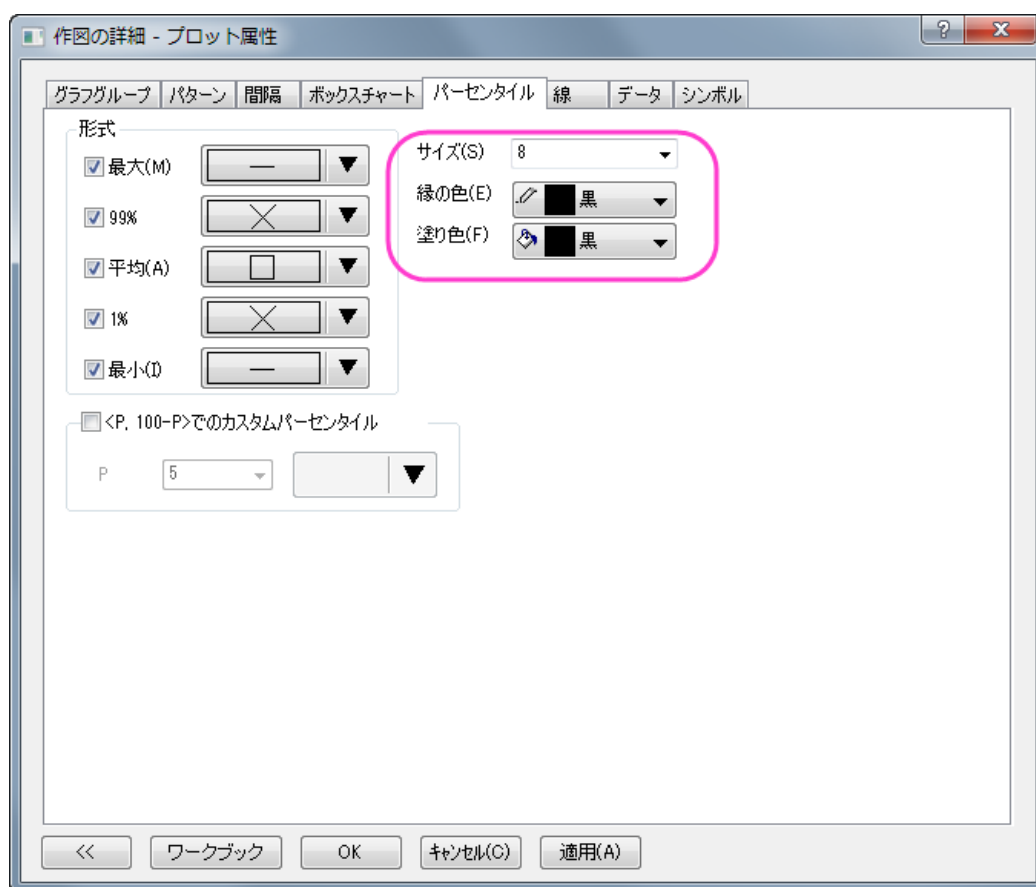 作図の詳細 - プロット属性
グラフグループ パターン 間隔 ボックスチャート パーセンタイル 線 データ シンボル
形式
最大(M)
99%
平均(A)
1%
最小(I)
サイズ(S) 8
縁の色(E) 黒
塗り色(F) 黒
<P, 100-P>でのカスタムパーセンタイル
P 5
<< ワークブック OK キャンセル(C) 適用(A)